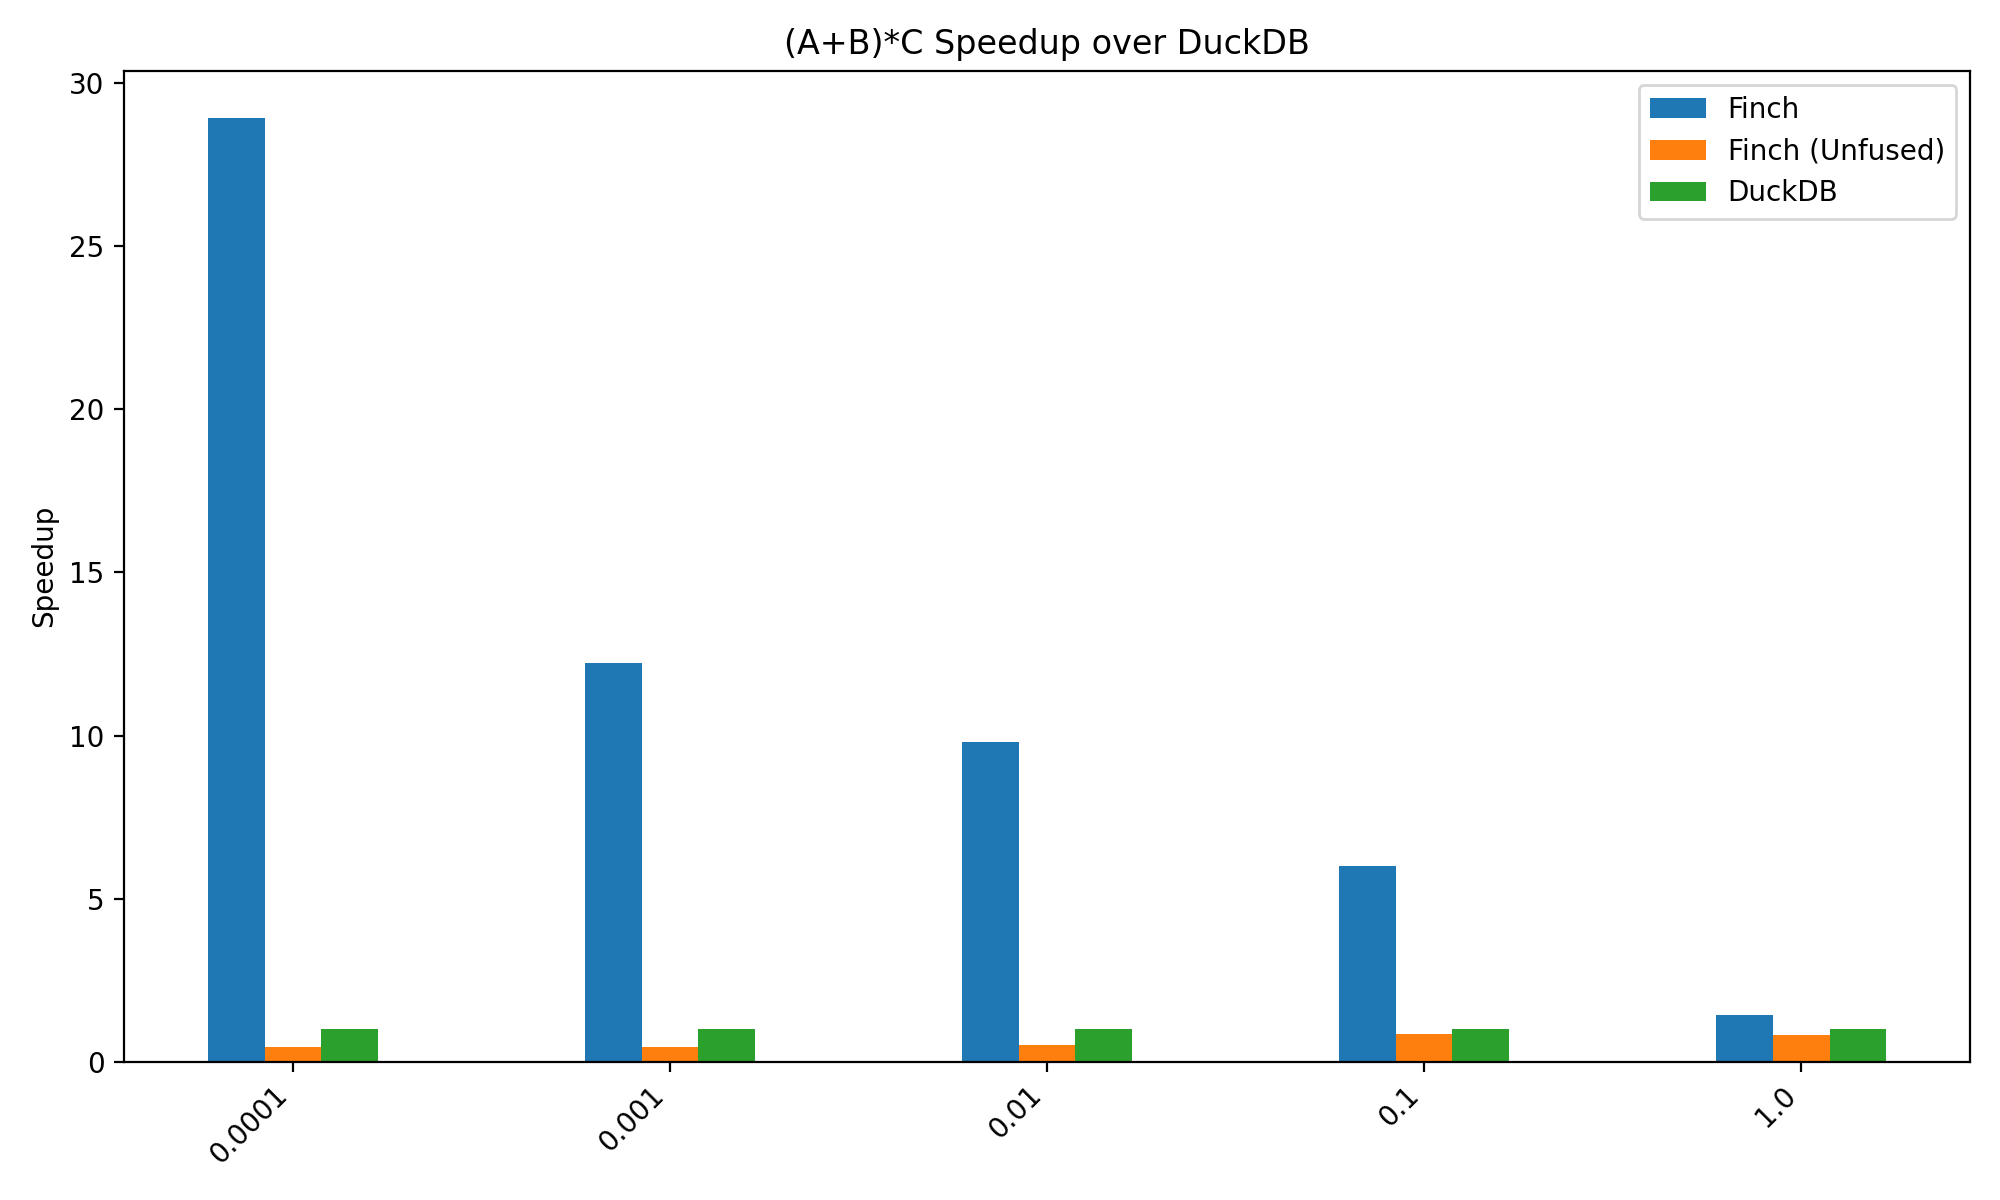 (A+B)*C Speedup over DuckDB
30
25
20
15
10
5
0
Speedup
Finch
Finch (Unfused)
DuckDB
0.0001
0.001
0.01
0.1
1.0